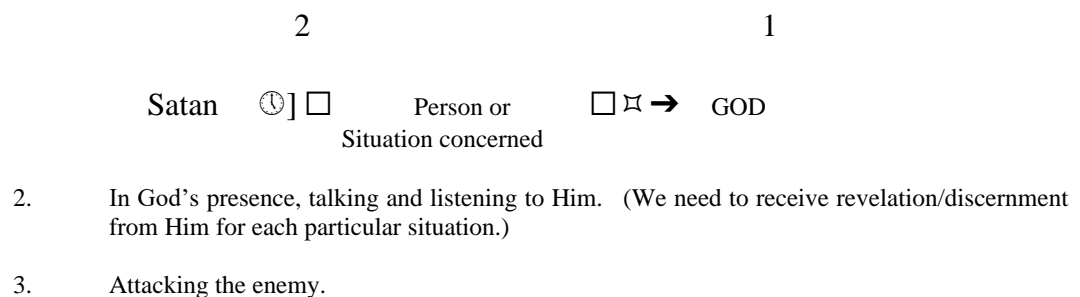 2 1
Satan 🕔] □ Person or □ ¤ ➔ GOD
Situation concerned
2. In God’s presence, talking and listening to Him. (We need to receive revelation/discernment
from Him for each particular situation.)
3. Attacking the enemy.